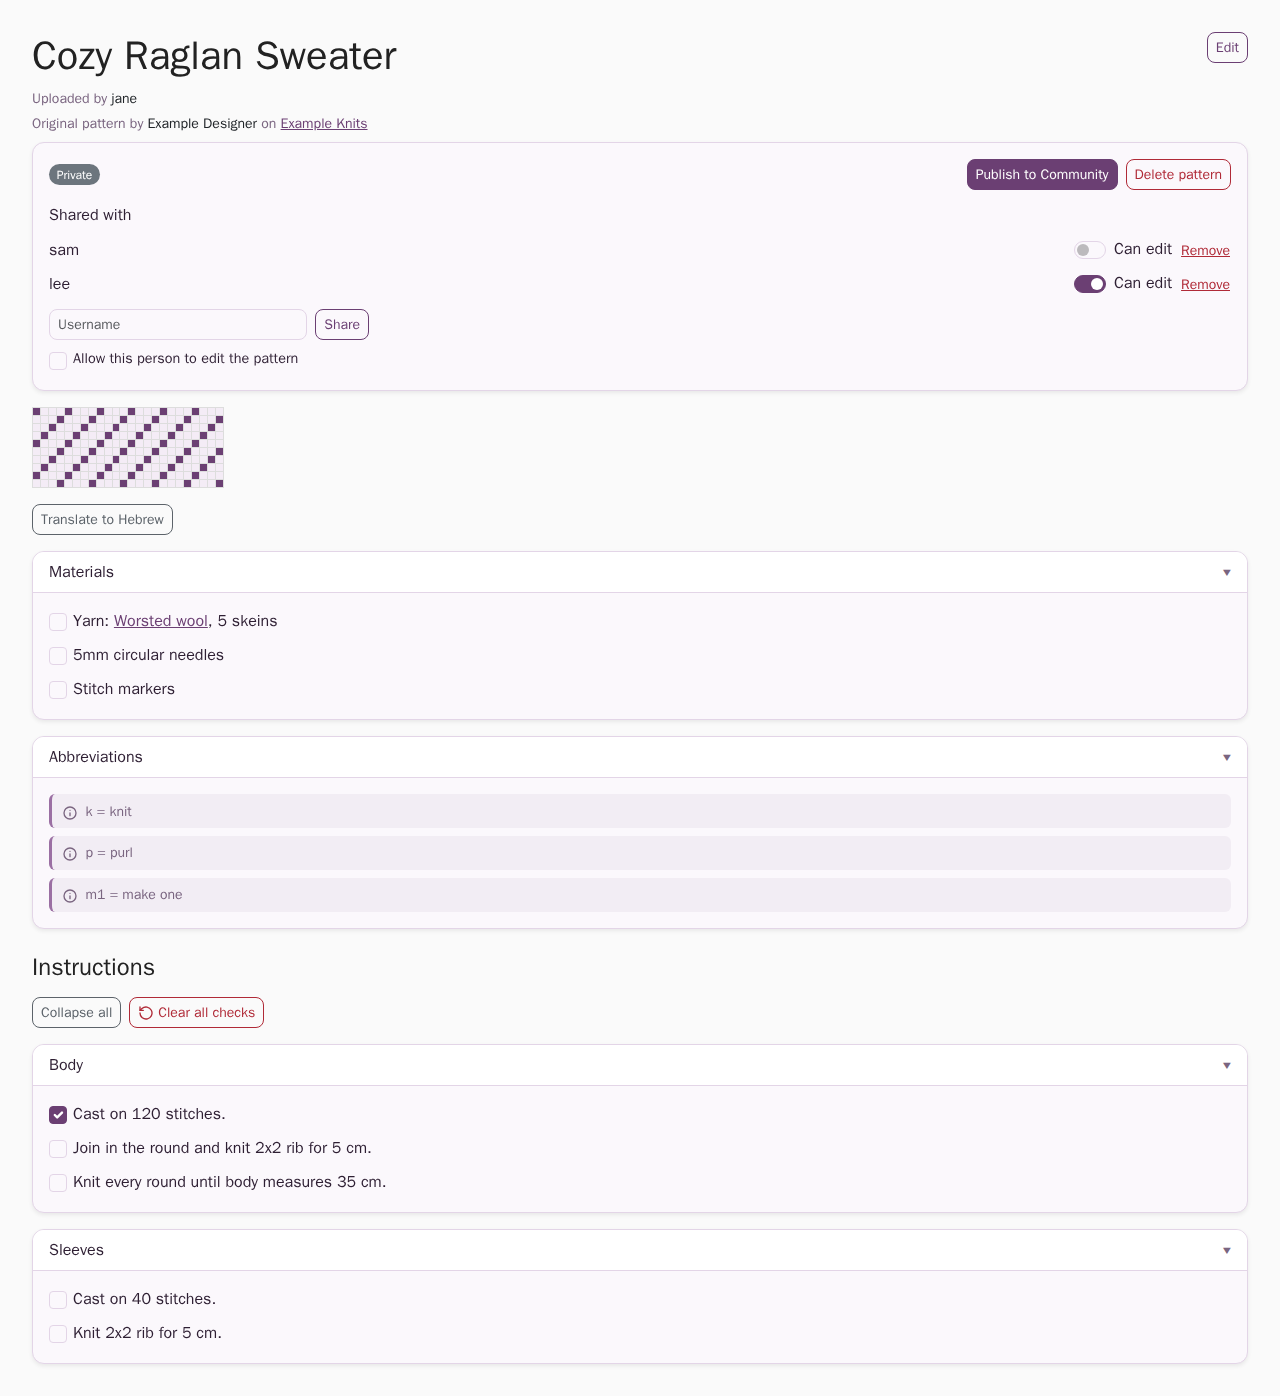 Cozy Raglan Sweater
Edit
Uploaded by jane
Original pattern by Example Designer on Example Knits
Private
Publish to Community
Delete pattern
Shared with
sam
Can edit
Remove
lee
Can edit
Remove
Username
Share
Allow this person to edit the pattern
Translate to Hebrew
Materials
Yarn: Worsted wool, 5 skeins
5mm circular needles
Stitch markers
Abbreviations
k = knit
p = purl
m1 = make one
Instructions
Collapse all
Clear all checks
Body
Cast on 120 stitches.
Join in the round and knit 2x2 rib for 5 cm.
Knit every round until body measures 35 cm.
Sleeves
Cast on 40 stitches.
Knit 2x2 rib for 5 cm.